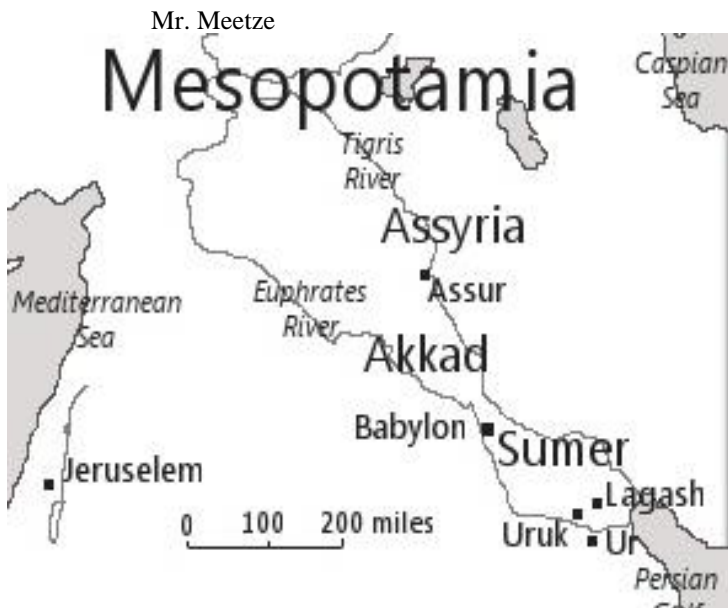 Mr. Meetze
Mesopotamia
Caspian
Sea
Tigris
River
Assyria
Assur
Mediterranean
Sea
Euphrates
River
Akkad
Babylon
Sumer
Jeruselem
Lagash
0 100 200 miles
Uruk
Ur
Persian
Gulf